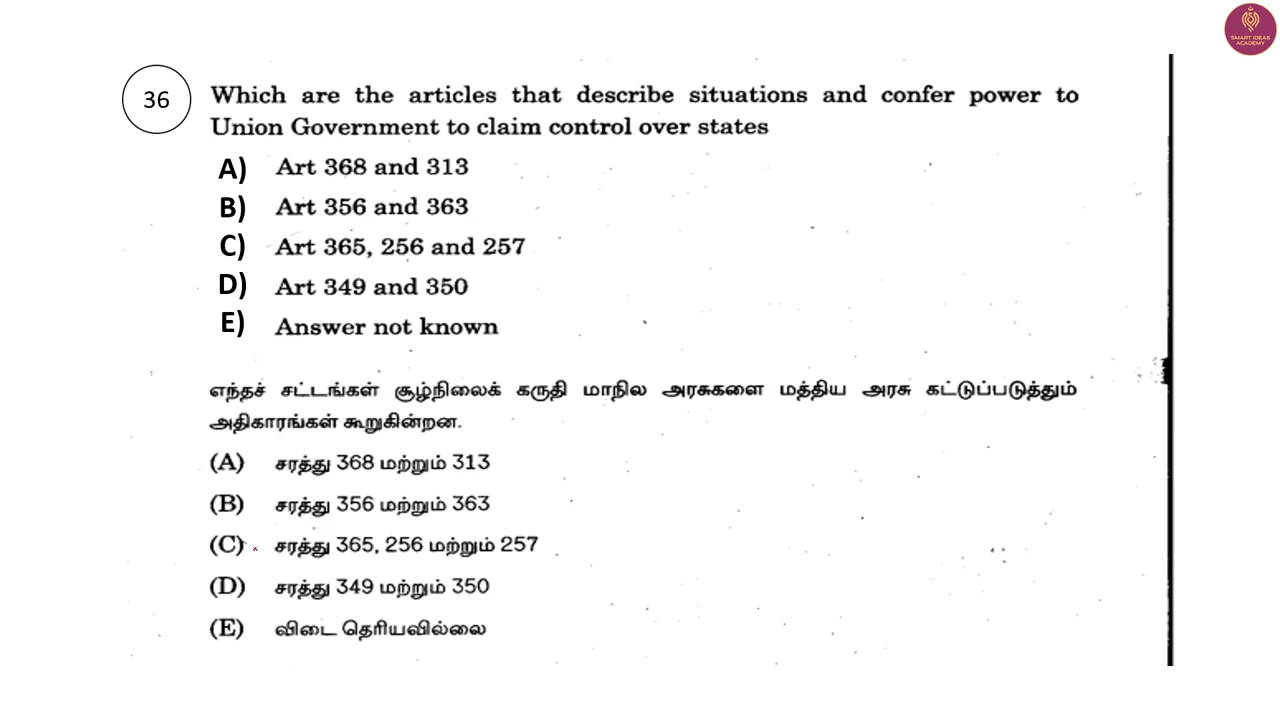 SMART IDEAS
ACADEMY
36
Which are the articles that describe situations and confer power to
Union Government to claim control over states
A) Art 368 and 313
B) Art 356 and 363
C) Art 365, 256 and 257
D) Art 349 and 350
E) Answer not known
எந்தச் சட்டங்கள் சூழ்நிலைக் கருதி மாநில அரசுகளை மத்திய அரசு கட்டுப்படுத்தும்
அதிகாரங்கள் கூறுகின்றன.
(A) சரத்து 368 மற்றும் 313
(B) சரத்து 356 மற்றும் 363
(C) சரத்து 365, 256 மற்றும் 257
(D) சரத்து 349 மற்றும் 350
(E) விடை தெரியவில்லை